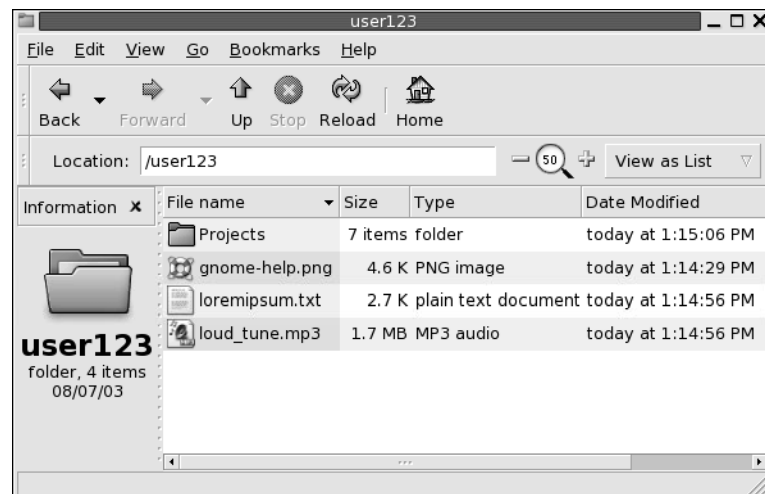 user123
File Edit View Go Bookmarks Help
Back Forward Up Stop Reload Home
Location: /user123 50 View as List
Information File name Size Type Date Modified
Projects 7 items folder today at 1:15:06 PM
gnome-help.png 4.6 K PNG image today at 1:14:29 PM
loremipsum.txt 2.7 K plain text document today at 1:14:56 PM
loud_tune.mp3 1.7 MB MP3 audio today at 1:14:56 PM
user123
folder, 4 items
08/07/03